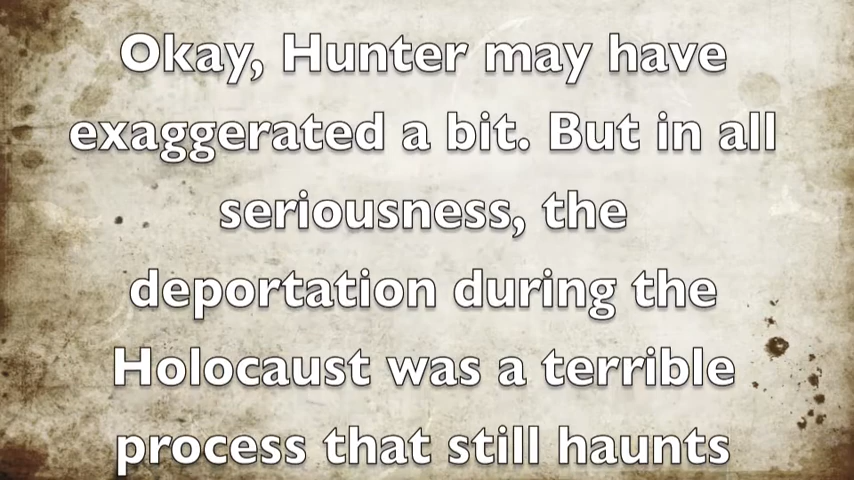 Okay, Hunter may have
exaggerated a bit. But in all
seriousness, the
deportation during the
Holocaust was a terrible
process that still haunts